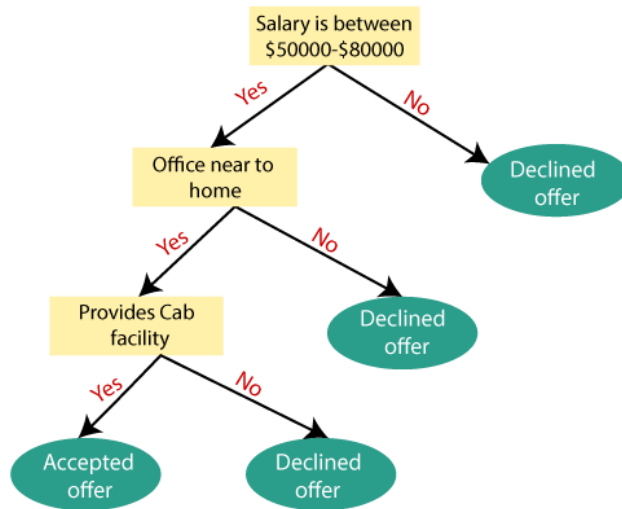 Salary is between
$50000-$80000
Yes
No
Office near to
home
Declined
offer
Yes
No
Provides Cab
facility
Declined
offer
Yes
No
Accepted
offer
Declined
offer